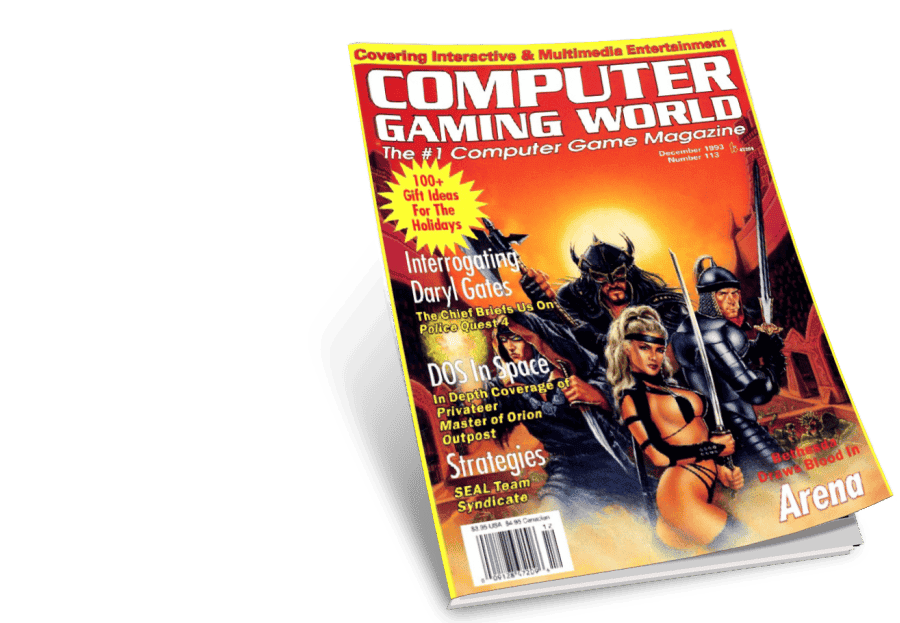 Covering Interactive & Multimedia Entertainment
COMPUTER
GAMING WORLD
The #1 Computer Game Magazine
December 1993
Number 113
100+
Gift Ideas
For The
Holidays
Interrogating
Daryl Gates
The Chief Briefs Us On
Police Quest 4
DOS In Space
In Depth Coverage of
Privateer
Master of Orion
Outpost
Strategies
SEAL Team
Syndicate
Bethesda
Draws Blood In
Arena
$3.95 USA $4.95 Canadian
12